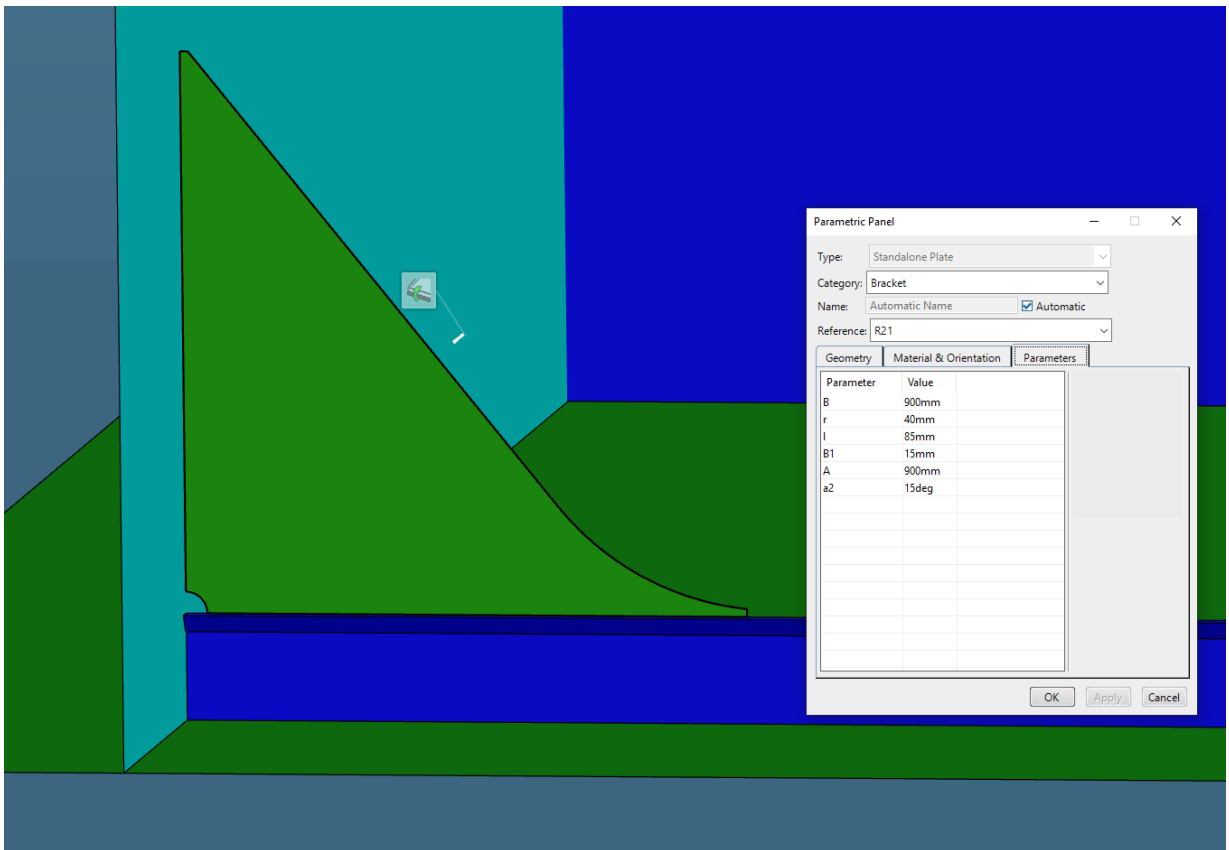 Parametric Panel
Type: Standalone Plate
Category: Bracket
Name: Automatic Name Automatic
Reference: R21
Geometry Material & Orientation Parameters
Parameter Value
B 900mm
r 40mm
l 85mm
B1 15mm
A 900mm
a2 15deg
OK Apply Cancel